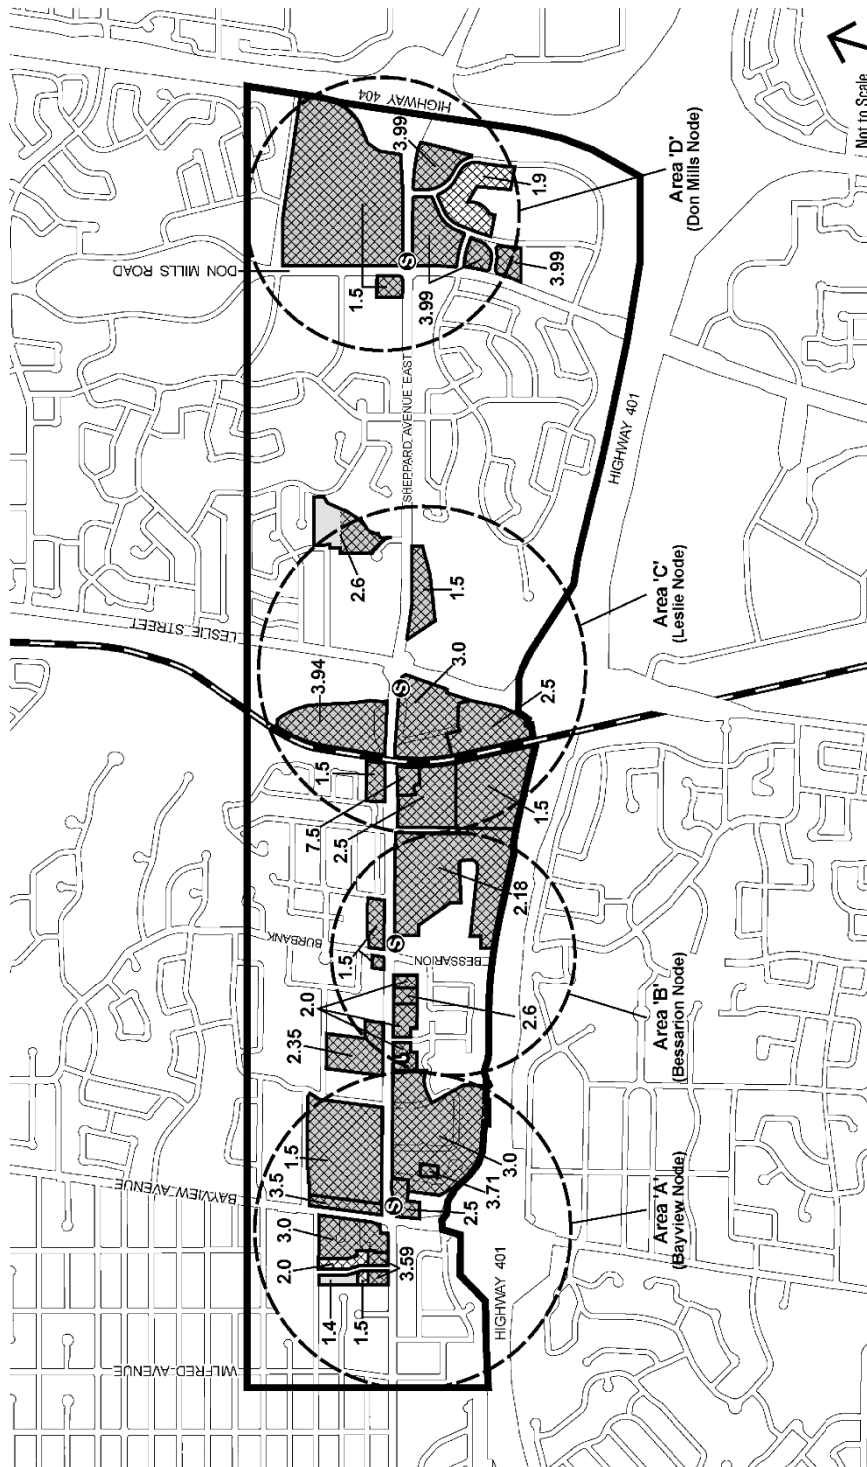 Not to Scale
HIGHWAY 404
3.99
1.9
Area 'D'
(Don Mills Node)
DON MILLS ROAD
S
1.5
3.99
3.99
SHEPPARD AVENUE EAST
HIGHWAY 401
2.6
1.5
Area 'C'
(Leslie Node)
LESLIE STREET
3.94
S
3.0
2.5
1.5
7.5
2.5
1.5
2.18
BURBANK
1.5
S
BESSARION
2.0
2.6
2.35
Area 'B'
(Bessarion Node)
BAYVIEW AVENUE
1.5
3.5
3.0
2.0
1.4
1.5
3.59
S
2.5
3.71
3.0
Area 'A'
(Bayview Node)
HIGHWAY 401
WILFRED AVENUE